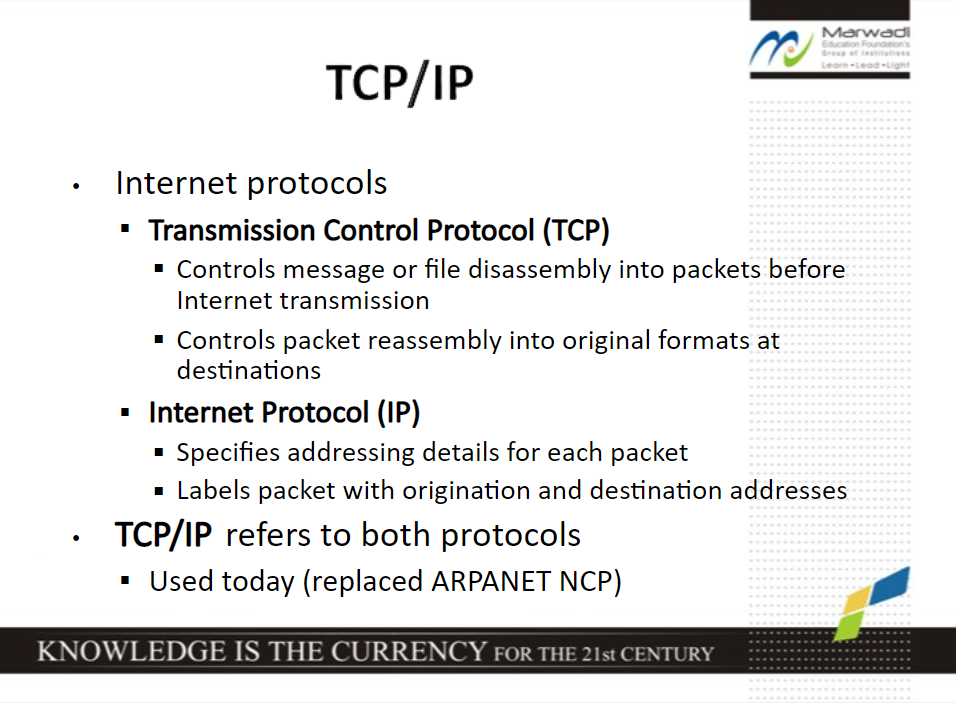 Marwadi
Education Foundation's
Group of Institutions
Learn • Lead • Light
TCP/IP
• Internet protocols
▪ Transmission Control Protocol (TCP)
▪ Controls message or file disassembly into packets before
Internet transmission
▪ Controls packet reassembly into original formats at
destinations
▪ Internet Protocol (IP)
▪ Specifies addressing details for each packet
▪ Labels packet with origination and destination addresses
• TCP/IP refers to both protocols
▪ Used today (replaced ARPANET NCP)
KNOWLEDGE IS THE CURRENCY FOR THE 21st CENTURY